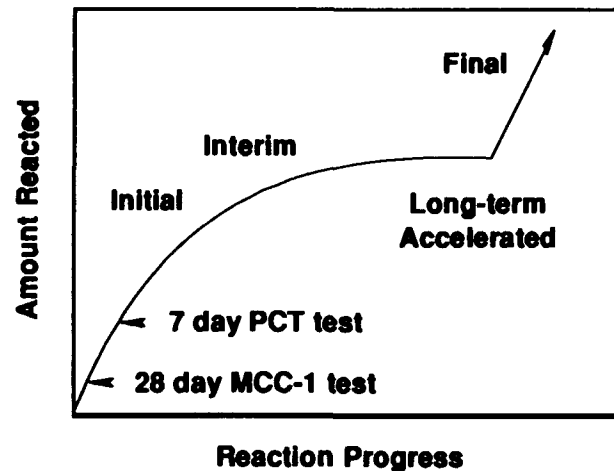 Final
Interim
Initial
Long-term
Accelerated
7 day PCT test
28 day MCC-1 test
Amount Reacted
Reaction Progress